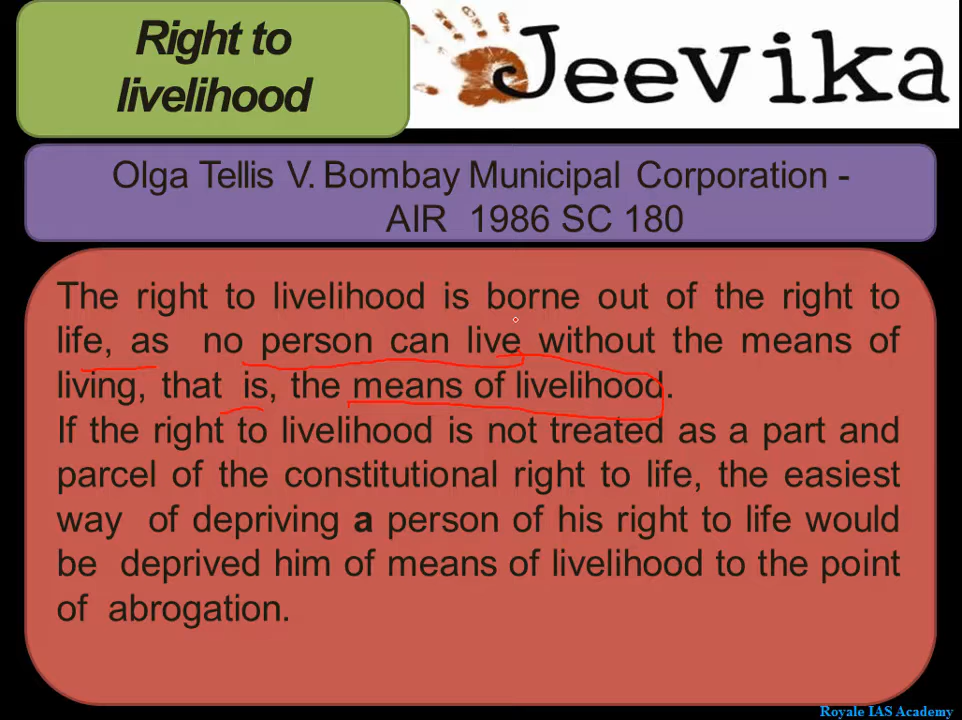 Right to
livelihood
Jeevika
Olga Tellis V. Bombay Municipal Corporation -
AIR 1986 SC 180
The right to livelihood is borne out of the right to
life, as no person can live without the means of
living, that is, the means of livelihood.
If the right to livelihood is not treated as a part and
parcel of the constitutional right to life, the easiest
way of depriving a person of his right to life would
be deprived him of means of livelihood to the point
of abrogation.
Royale IAS Academy